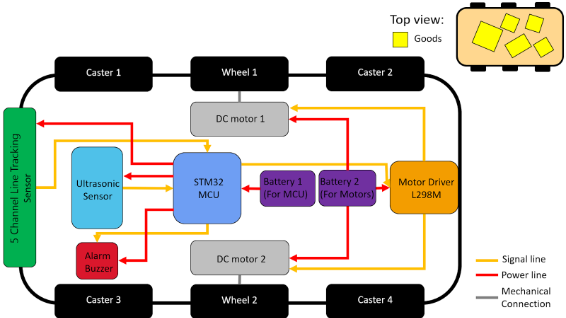 Top view:
Goods
Caster 1
Wheel 1
Caster 2
DC motor 1
5 Channel Line Tracking
Sensor
Ultrasonic
Sensor
STM32
MCU
Battery 1
(For MCU)
Battery 2
(For Motors)
Motor Driver
L298M
Alarm
Buzzer
DC motor 2
Caster 3
Wheel 2
Caster 4
Signal line
Power line
Mechanical
Connection